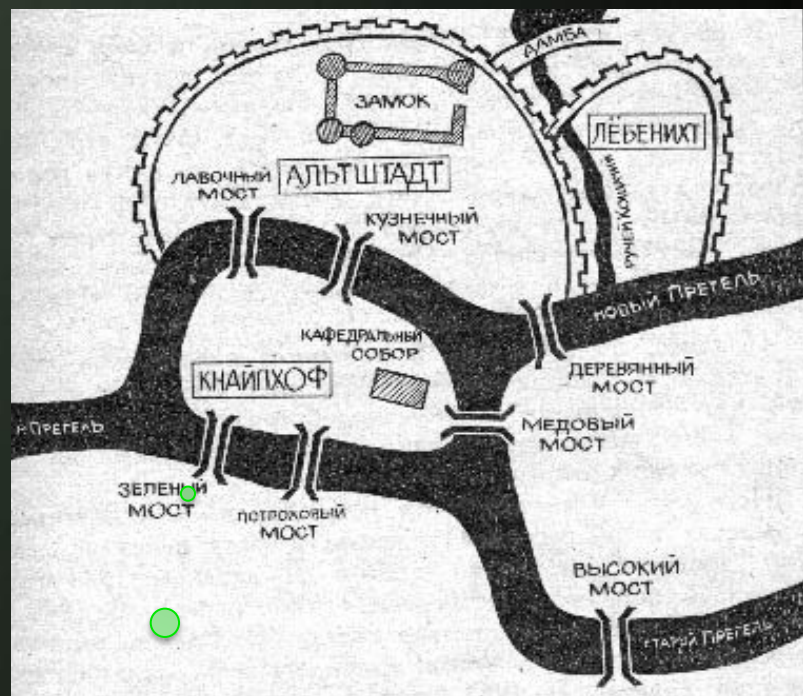 ДАМБА
ЗАМОК
ЛЁБЕНИХТ
ЛАВОЧНЫЙ
МОСТ
АЛЬТШТАДТ
КУЗНЕЧНЫЙ
МОСТ
РУЧЕЙ
НОВЫЙ ПРЕГЕЛЬ
КАФЕДРАЛЬНЫЙ
СОБОР
ДЕРЕВЯННЫЙ
МОСТ
КНАЙПХОФ
Р. ПРЕГЕЛЬ
МЕДОВЫЙ
МОСТ
ЗЕЛЕНЫЙ
МОСТ
ПОТРОХОВЫЙ
МОСТ
ВЫСОКИЙ
МОСТ
СТАРЫЙ ПРЕГЕЛЬ